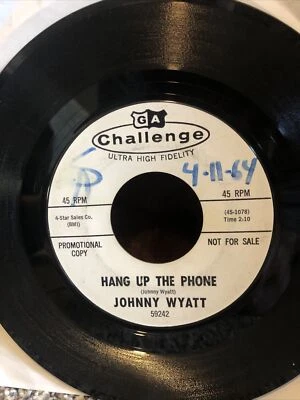 GA
Challenge
ULTRA HIGH FIDELITY
4-11-64
45 RPM
45 RPM
4-Star Sales Co.
(BMI)
(45-1078)
Time 2-10
PROMOTIONAL
COPY
NOT FOR SALE
HANG UP THE PHONE
(Johnny Wyatt)
JOHNNY WYATT
59242